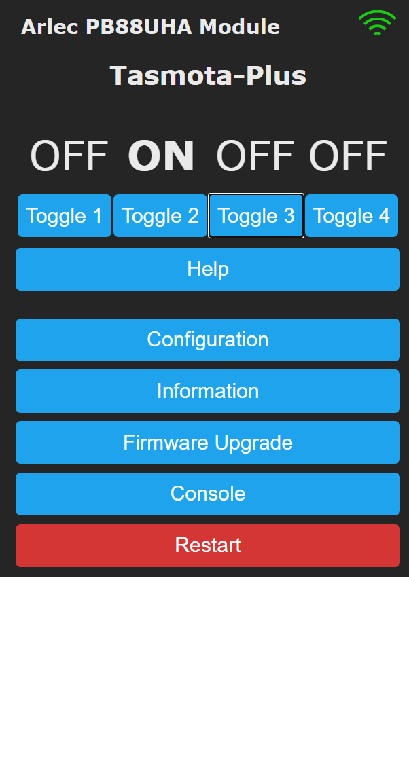 Arlec PB88UHA Module
Tasmota-Plus
OFF ON OFF OFF
Toggle 1 Toggle 2 Toggle 3 Toggle 4
Help
Configuration
Information
Firmware Upgrade
Console
Restart